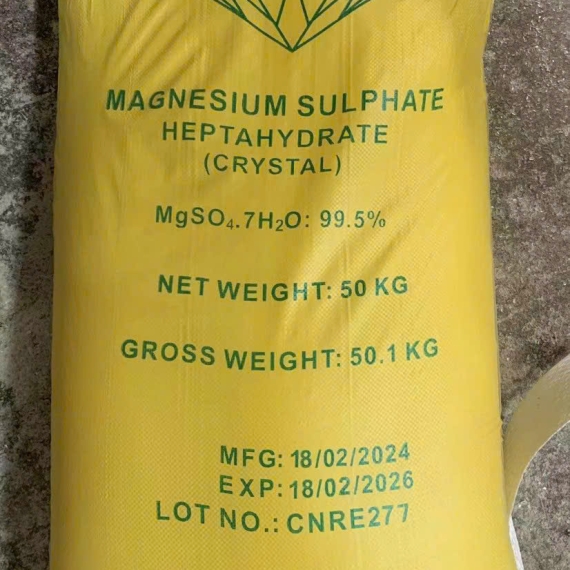 MAGNESIUM SULPHATE
HEPTAHYDRATE
(CRYSTAL)
MgSO₄.7H₂O: 99.5%
NET WEIGHT: 50 KG
GROSS WEIGHT: 50.1 KG
MFG: 18/02/2024
EXP: 18/02/2026
LOT NO.: CNRE277